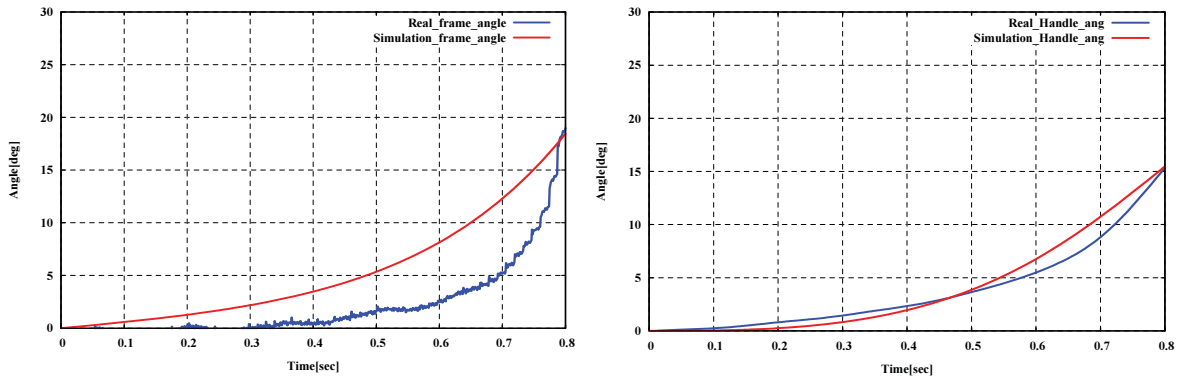 30
25
20
15
10
5
0
Angle[deg]
Real_frame_angle
Simulation_frame_angle
0 0.1 0.2 0.3 0.4 0.5 0.6 0.7 0.8
Time[sec]
30
25
20
15
10
5
0
Angle[deg]
Real_Handle_ang
Simulation_Handle_ang
0 0.1 0.2 0.3 0.4 0.5 0.6 0.7 0.8
Time[sec]